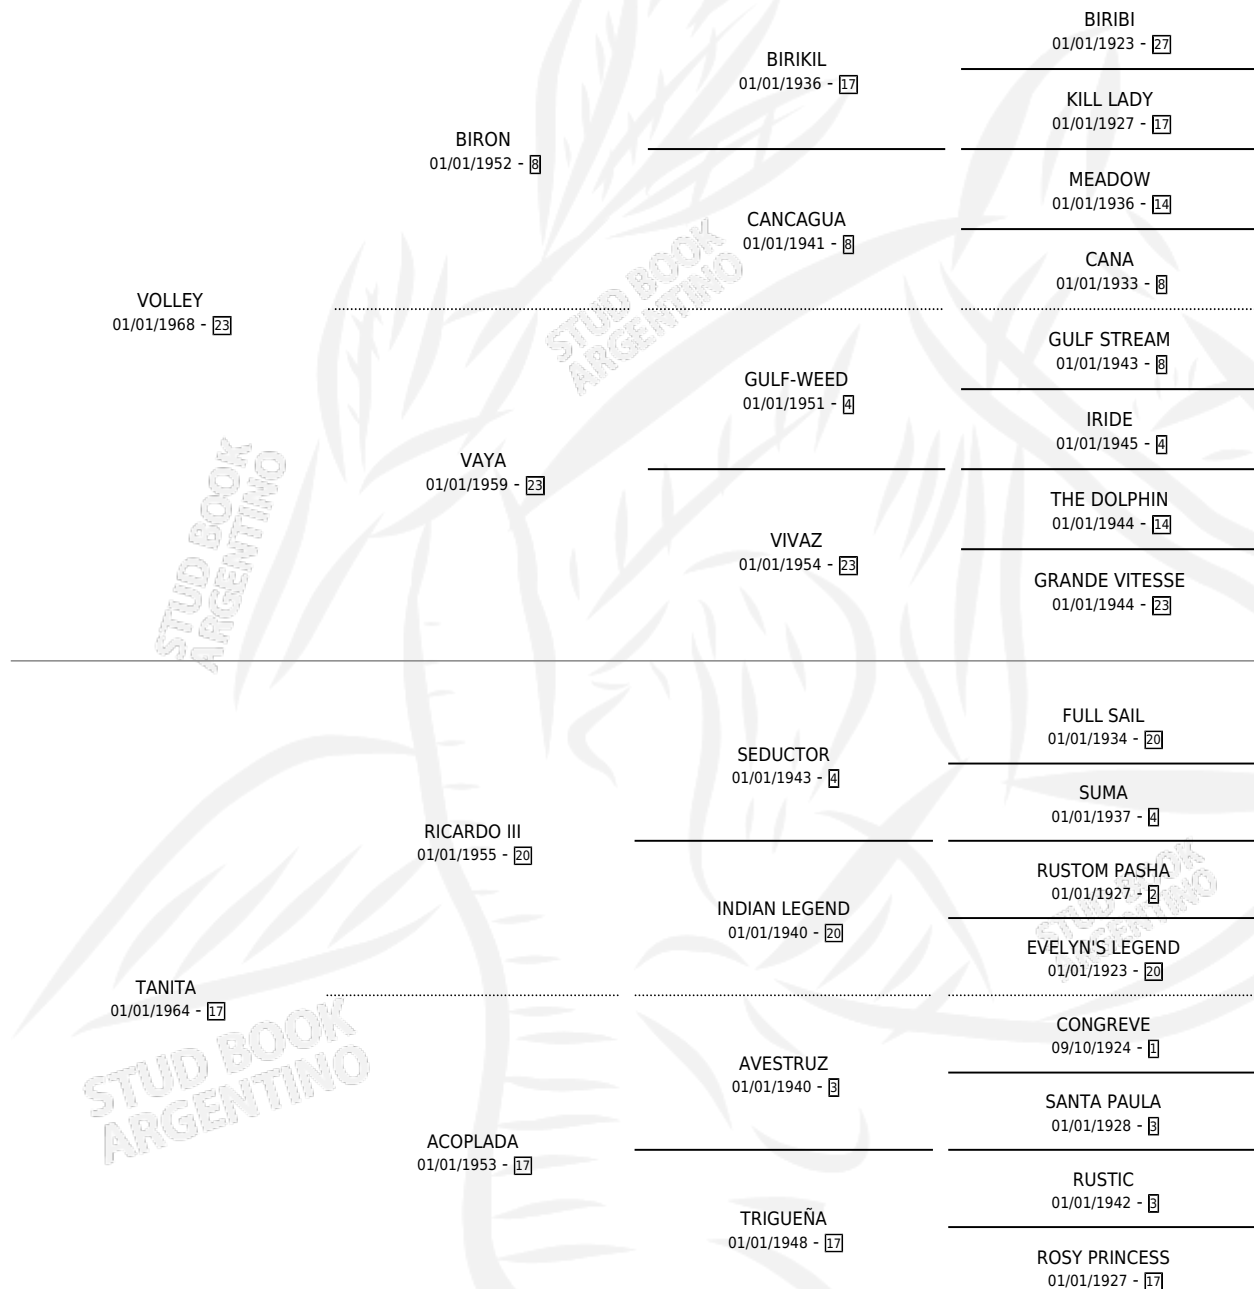 BIRIBI
01/01/1923 - 27
BIRIKIL
01/01/1936 - 17
KILL LADY
01/01/1927 - 17
BIRON
01/01/1952 - 8
MEADOW
01/01/1936 - 14
CANCAGUA
01/01/1941 - 8
CANA
01/01/1933 - 8
VOLLEY
01/01/1968 - 23
GULF STREAM
01/01/1943 - 8
GULF-WEED
01/01/1951 - 4
IRIDE
01/01/1945 - 4
VAYA
01/01/1959 - 23
THE DOLPHIN
01/01/1944 - 14
VIVAZ
01/01/1954 - 23
GRANDE VITESSE
01/01/1944 - 23
FULL SAIL
01/01/1934 - 20
SEDUCTOR
01/01/1943 - 4
SUMA
01/01/1937 - 4
RICARDO III
01/01/1955 - 20
RUSTOM PASHA
01/01/1927 - 2
INDIAN LEGEND
01/01/1940 - 20
EVELYN'S LEGEND
01/01/1923 - 20
TANITA
01/01/1964 - 17
CONGREVE
09/10/1924 - 1
AVESTRUZ
01/01/1940 - 3
SANTA PAULA
01/01/1928 - 3
ACOPLADA
01/01/1953 - 17
RUSTIC
01/01/1942 - 3
TRIGUEÑA
01/01/1948 - 17
ROSY PRINCESS
01/01/1927 - 17
STUD BOOK
ARGENTINO
STUD BOOK
ARGENTINO
STUD BOOK
ARGENTINO
STUD BOOK
ARGENTINO